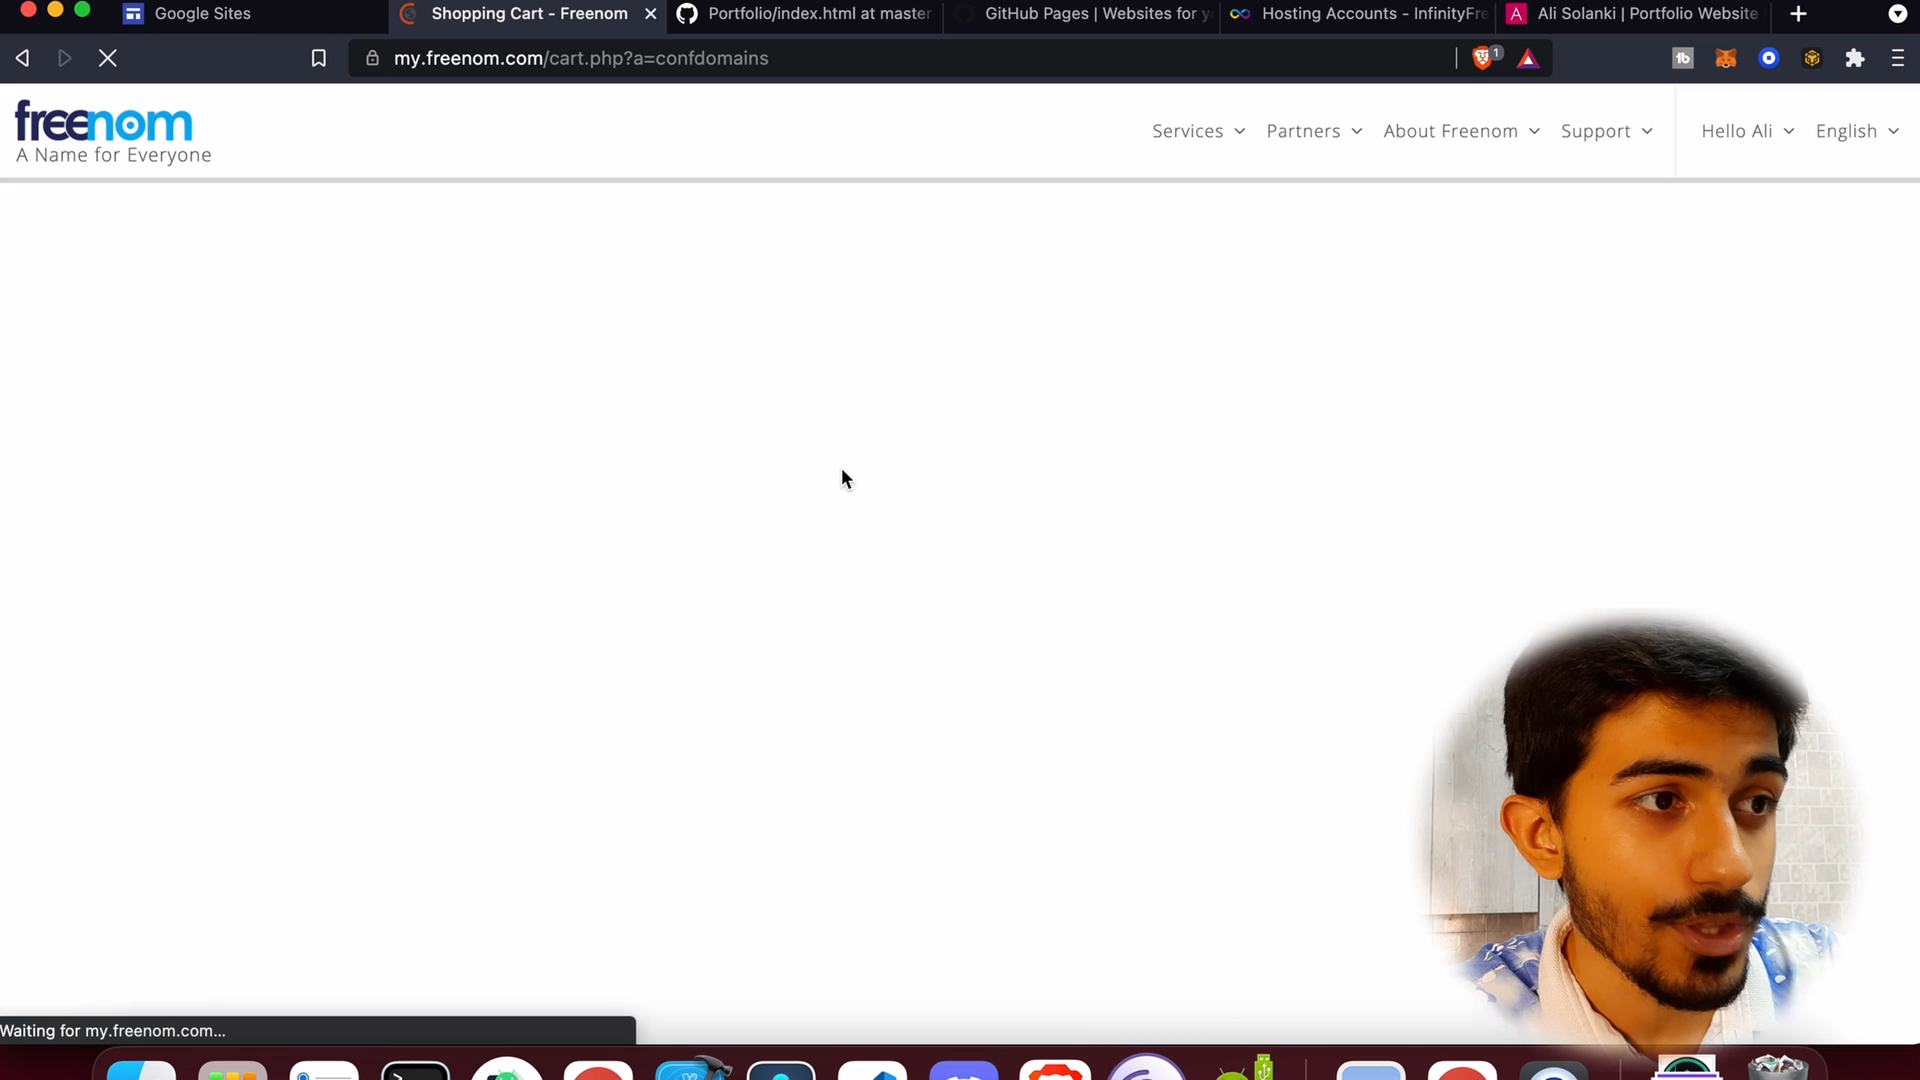 Google Sites
Shopping Cart - Freenom
Portfolio/index.html at master
GitHub Pages | Websites for y
Hosting Accounts - InfinityFre
Ali Solanki | Portfolio Website
my.freenom.com/cart.php?a=confdomains
1
freenom
A Name for Everyone
Services
Partners
About Freenom
Support
Hello Ali
English
Waiting for my.freenom.com...